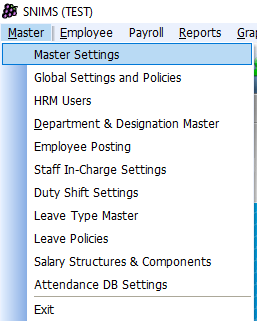 SNIMS (TEST)
Master Employee Payroll Reports Gra
Master Settings
Global Settings and Policies
HRM Users
Department & Designation Master
Employee Posting
Staff In-Charge Settings
Duty Shift Settings
Leave Type Master
Leave Policies
Salary Structures & Components
Attendance DB Settings
Exit